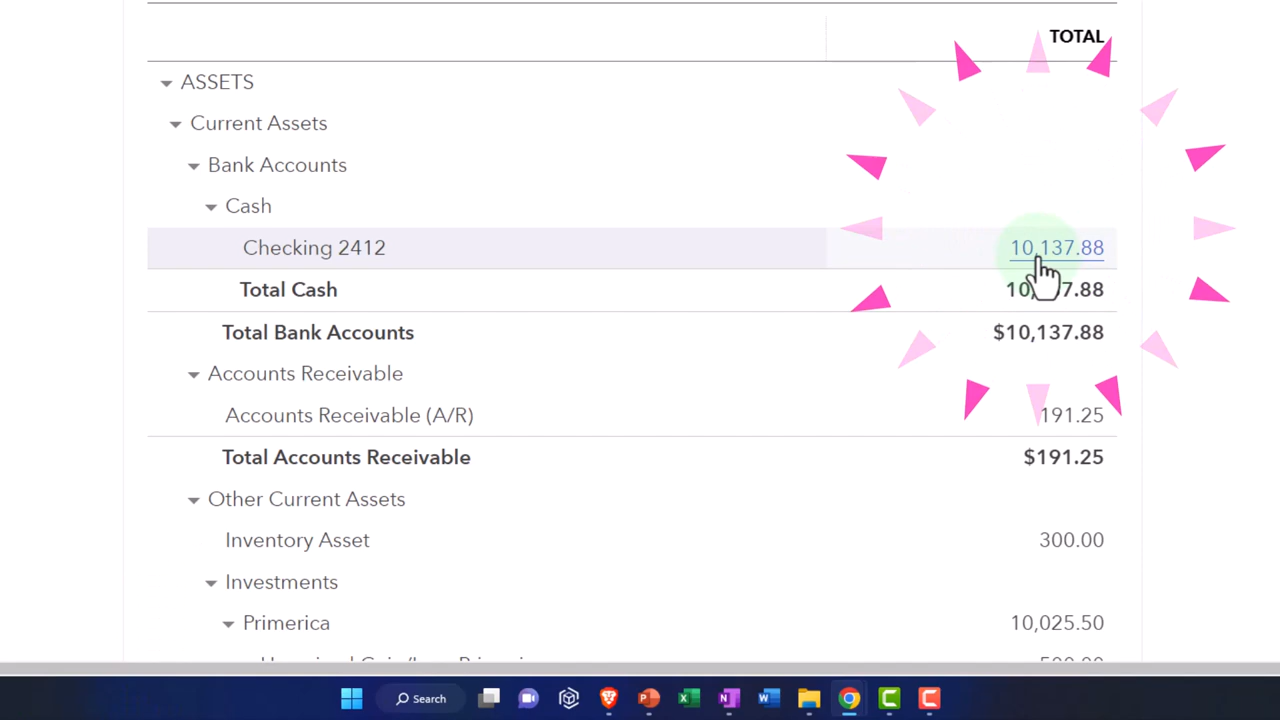 TOTAL
ASSETS
Current Assets
Bank Accounts
Cash
Checking 2412 10,137.88
Total Cash
Total Bank Accounts $10,137.88
Accounts Receivable
Accounts Receivable (A/R) 191.25
Total Accounts Receivable $191.25
Other Current Assets
Inventory Asset 300.00
Investments
Primerica 10,025.50
Search